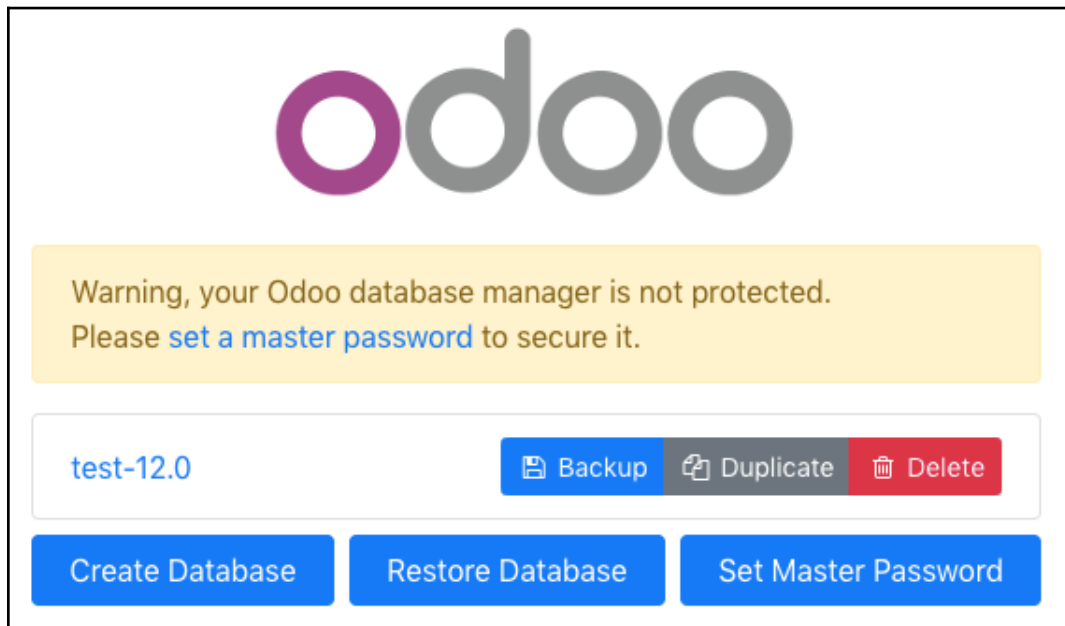 odoo
Warning, your Odoo database manager is not protected.
Please set a master password to secure it.
test-12.0 Backup Duplicate Delete
Create Database Restore Database Set Master Password